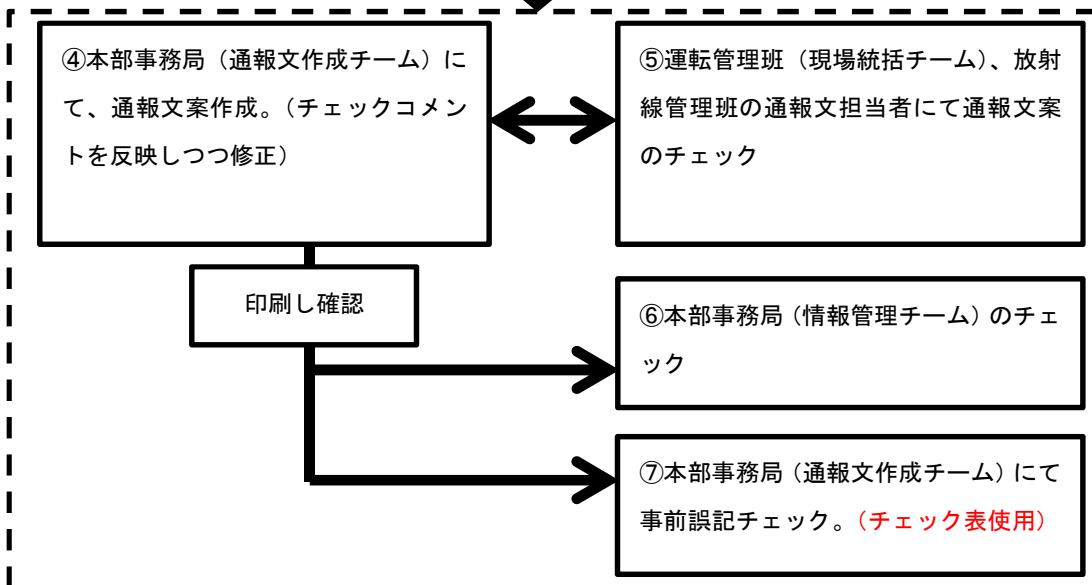 ④本部事務局（通報文作成チーム）に
て、通報文案作成。（チェックコメン
トを反映しつつ修正）
⑤運転管理班（現場統括チーム）、放射
線管理班の通報文担当者にて通報文案
のチェック
印刷し確認
⑥本部事務局（情報管理チーム）のチェ
ック
⑦本部事務局（通報文作成チーム）にて
事前誤記チェック。（チェック表使用）